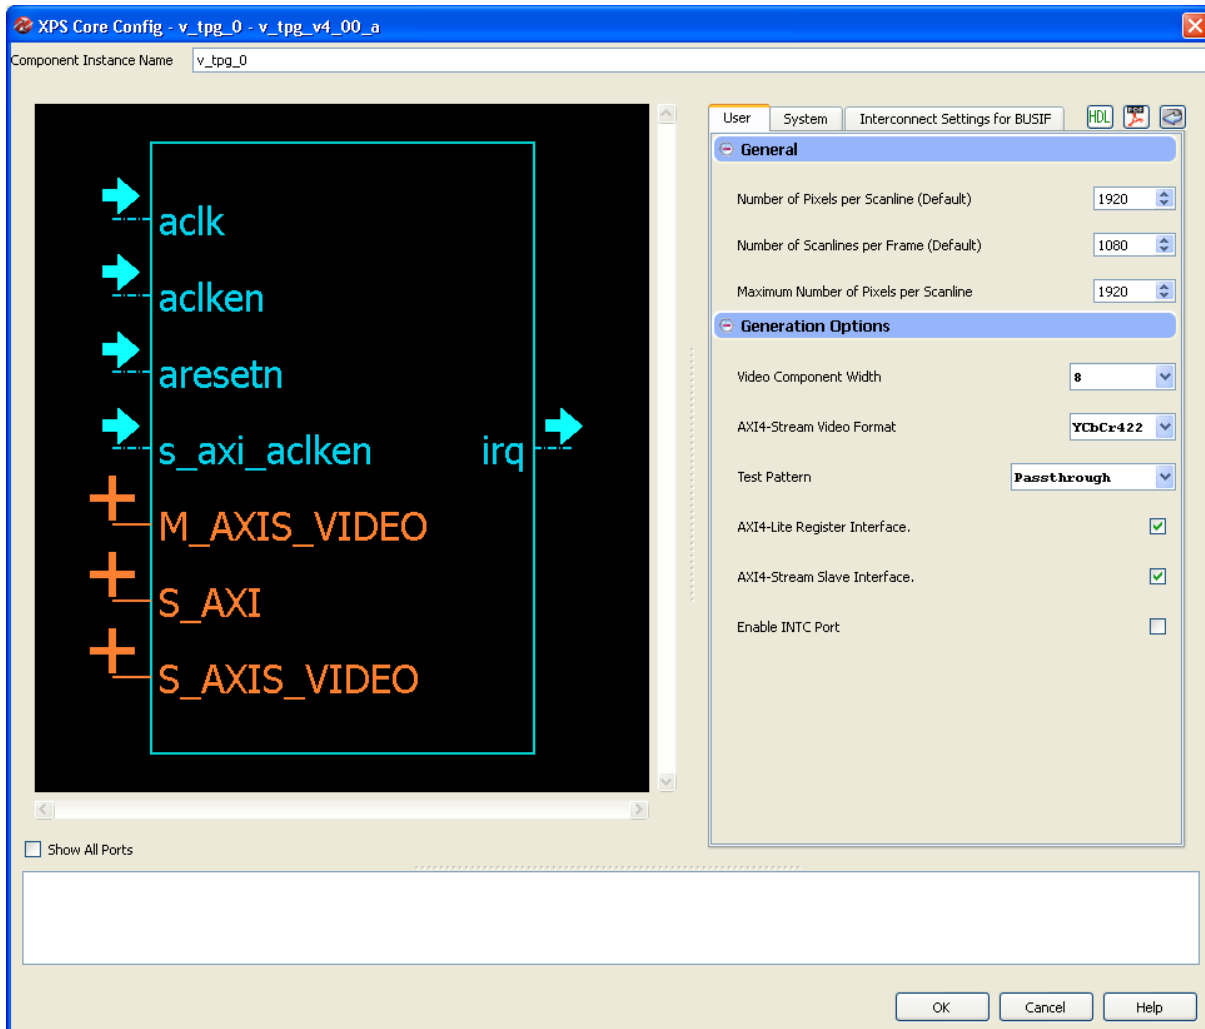 XPS Core Config - v_tpg_0 - v_tpg_v4_00_a
Component Instance Name v_tpg_0
aclk
aclken
aresetn
s_axi_aclken irq
M_AXIS_VIDEO
S_AXI
S_AXIS_VIDEO
User System Interconnect Settings for BUSIF HDL PDF
General
Number of Pixels per Scanline (Default) 1920
Number of Scanlines per Frame (Default) 1080
Maximum Number of Pixels per Scanline 1920
Generation Options
Video Component Width 8
AXI4-Stream Video Format YCbCr422
Test Pattern Passthrough
AXI4-Lite Register Interface.
AXI4-Stream Slave Interface.
Enable INTC Port
Show All Ports
OK Cancel Help